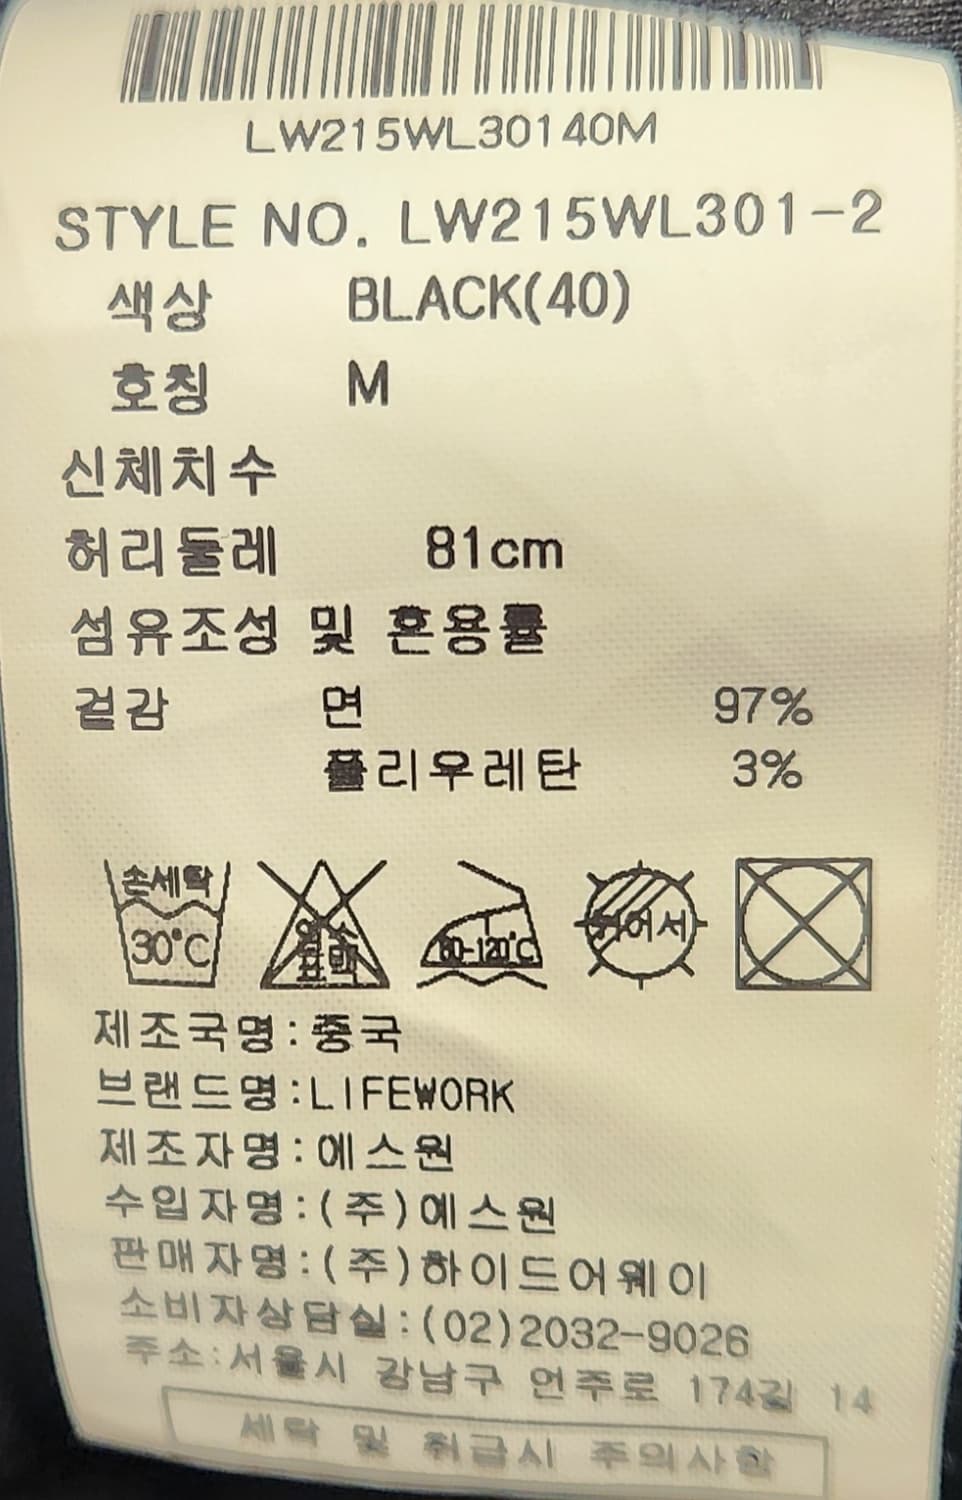 LW215WL30140M
STYLE NO. LW215WL301-2
색상 BLACK(40)
호칭 M
신체치수
허리둘레 81cm
섬유조성 및 혼용률
겉감 면 97%
폴리우레탄 3%
손세탁 30°C 염소표백 80-120°C 뉘어서
제조국명:중국
브랜드명:LIFEWORK
제조자명:에스원
수입자명:(주)에스원
판매자명:(주)하이드어웨이
소비자상담실:(02)2032-9026
주소:서울시 강남구 언주로 174길 14
세탁 및 취급시 주의사항